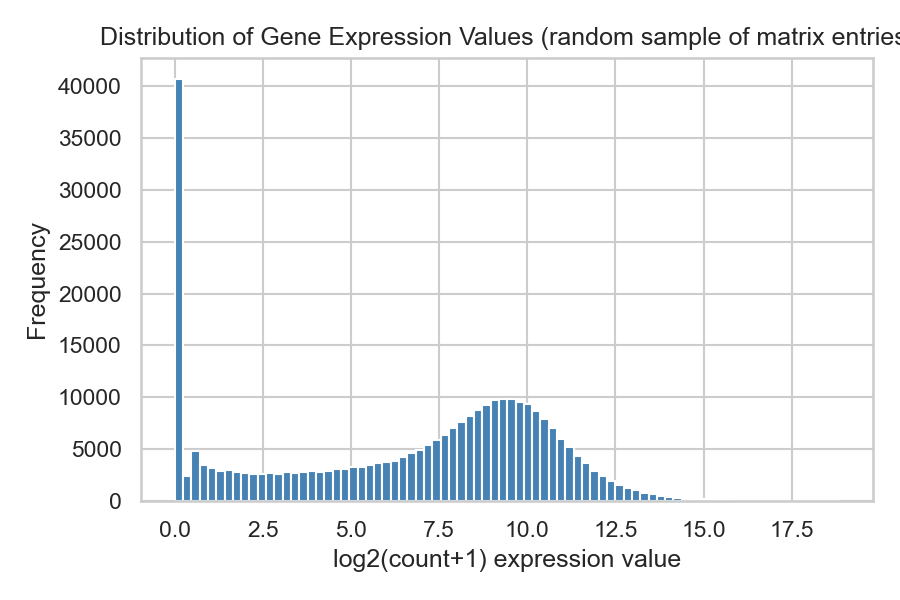 Distribution of Gene Expression Values (random sample of matrix entries
40000
35000
30000
25000
20000
15000
10000
5000
0
Frequency
0.0 2.5 5.0 7.5 10.0 12.5 15.0 17.5
log2(count+1) expression value